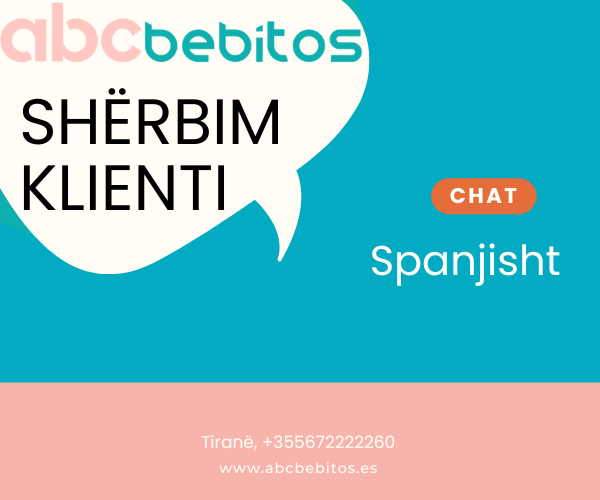 abcbebitos
SHËRBIM
KLIENTI
CHAT
Spanjisht
Tiranë, +355672222260
www.abcbebitos.es